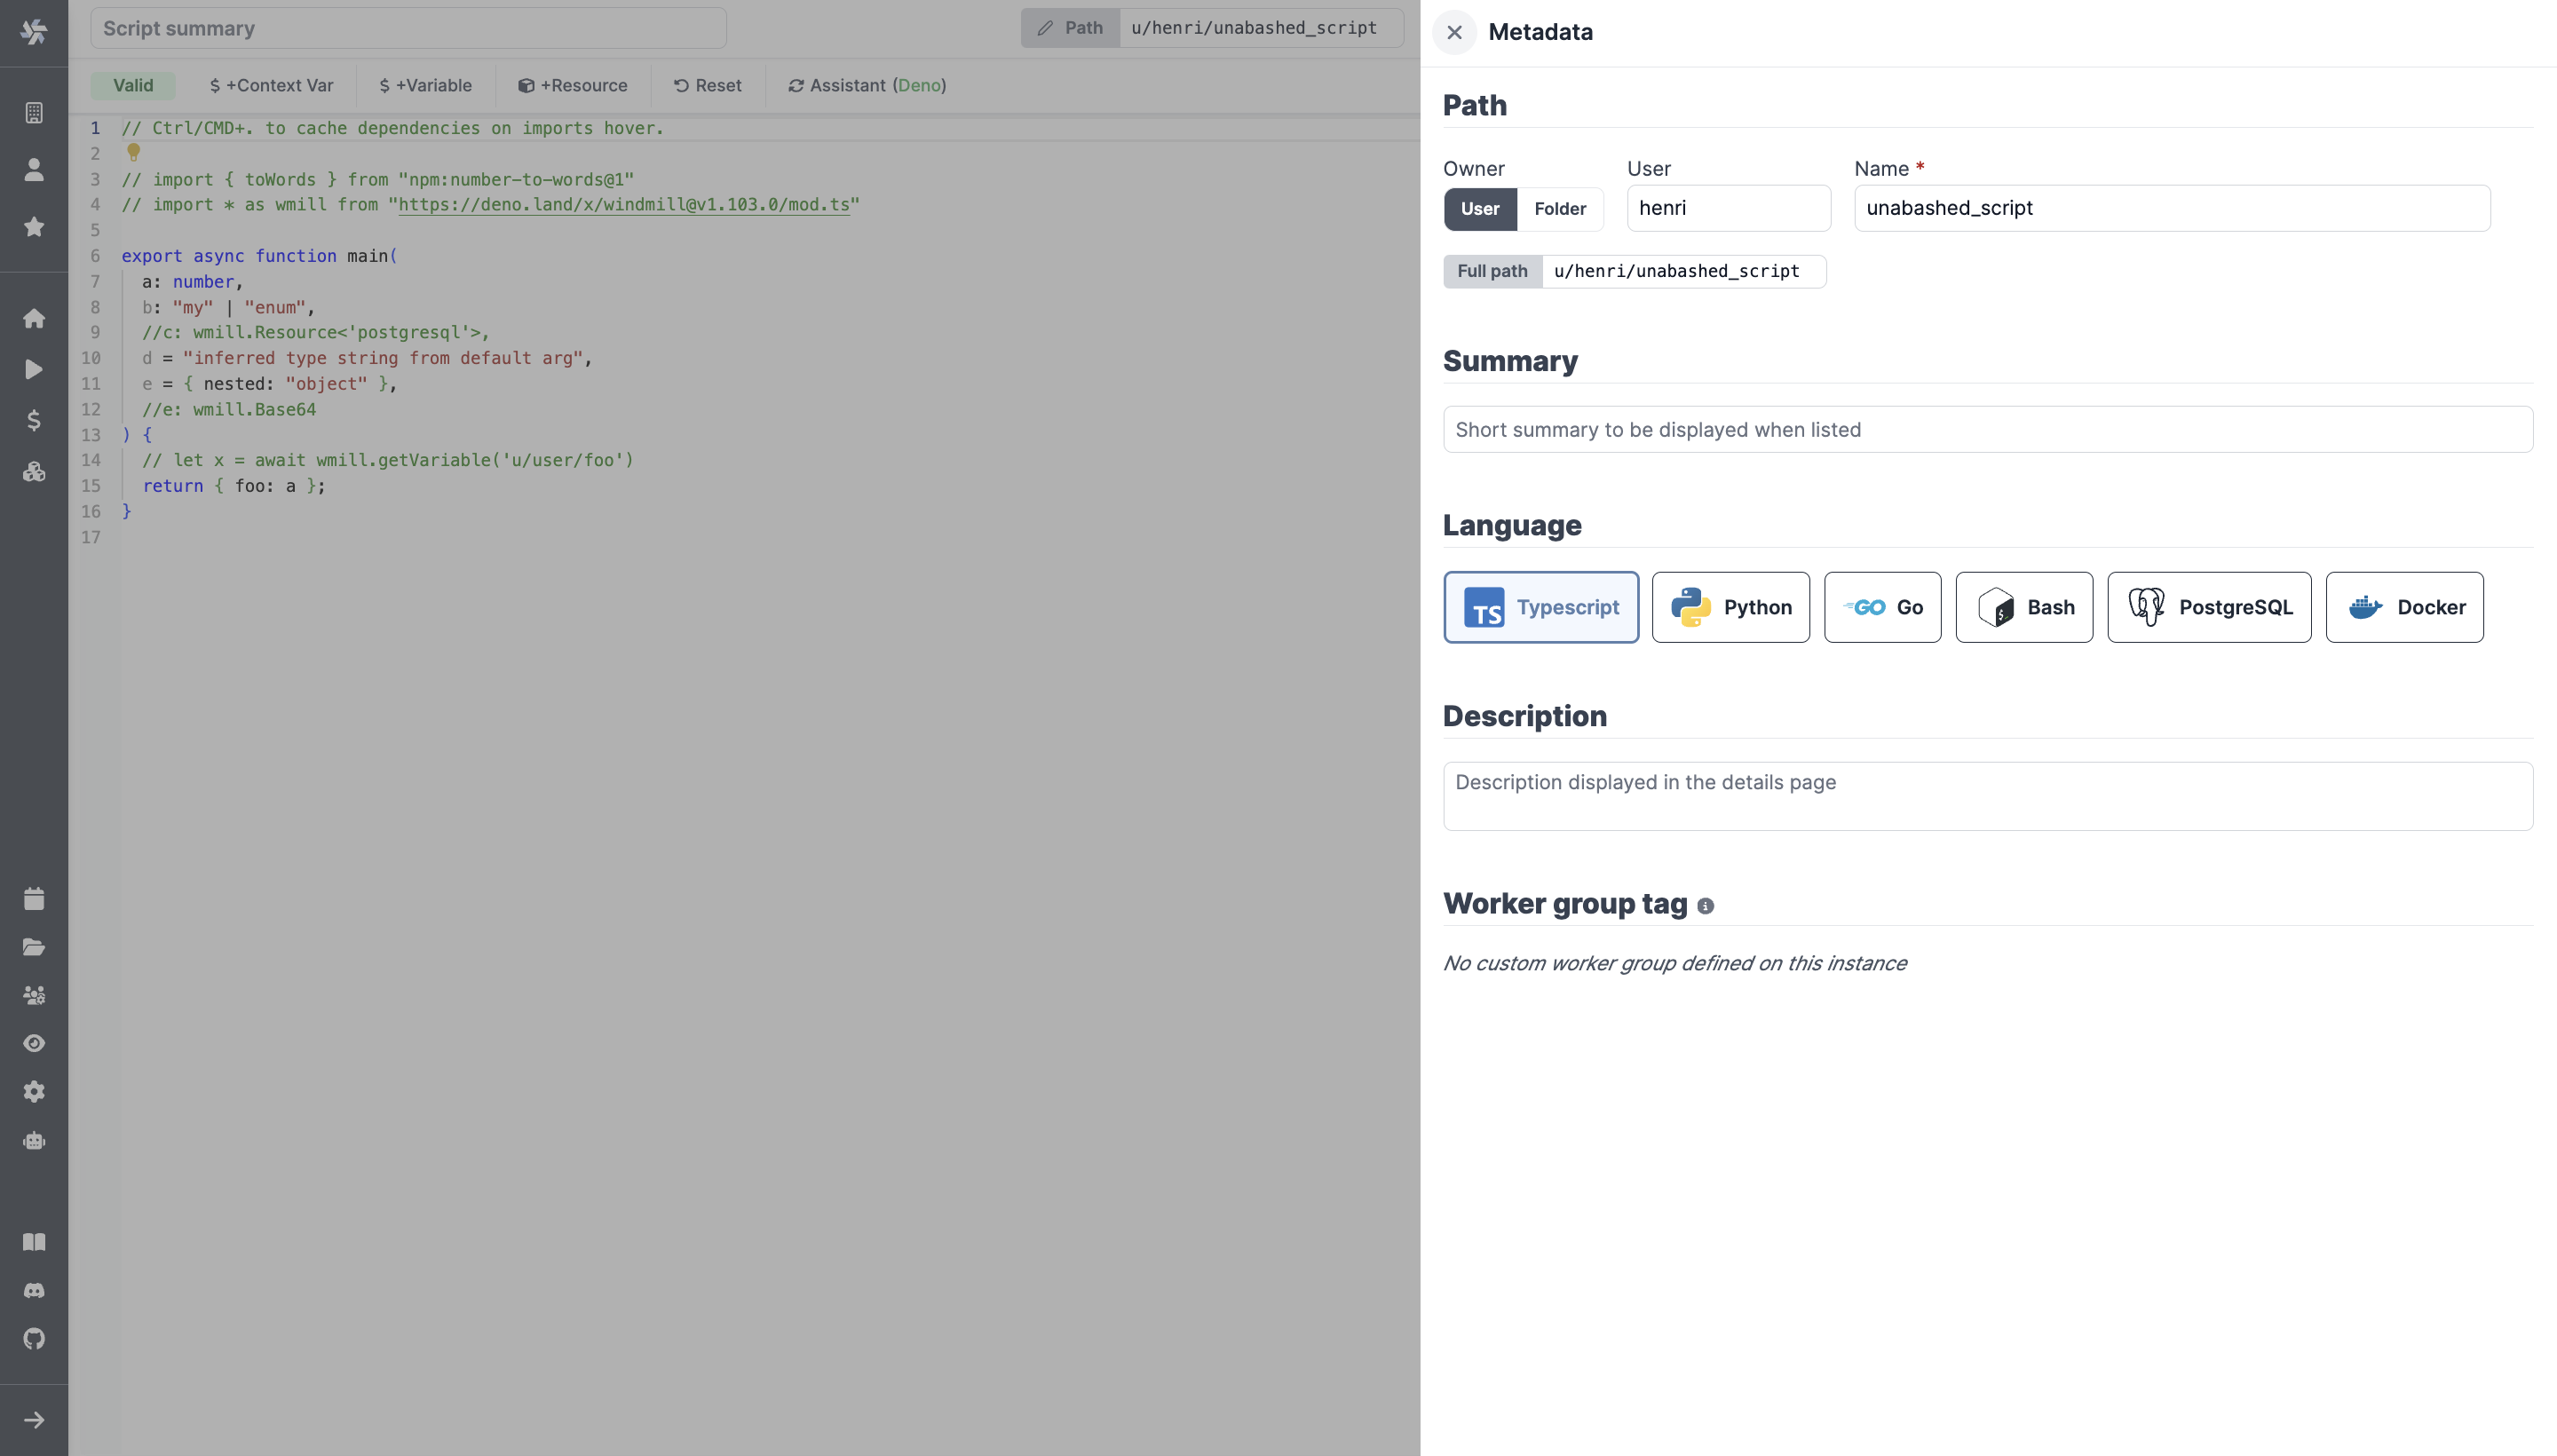 Script summary
Path u/henri/unabashed_script
Valid $ +Context Var $ +Variable +Resource Reset Assistant (Deno)
1 // Ctrl/CMD+. to cache dependencies on imports hover.
2
3 // import { toWords } from "npm:number-to-words@1"
4 // import * as wmill from "https://deno.land/x/windmill@v1.103.0/mod.ts"
5
6 export async function main(
7 a: number,
8 b: "my" | "enum",
9 //c: wmill.Resource<'postgresql'>,
10 d = "inferred type string from default arg",
11 e = { nested: "object" },
12 //e: wmill.Base64
13 ) {
14 // let x = await wmill.getVariable('u/user/foo')
15 return { foo: a };
16 }
17
Metadata
Path
Owner User Name *
User Folder henri unabashed_script
Full path u/henri/unabashed_script
Summary
Short summary to be displayed when listed
Language
TS Typescript Python GO Go $ Bash PostgreSQL Docker
Description
Description displayed in the details page
Worker group tag i
No custom worker group defined on this instance